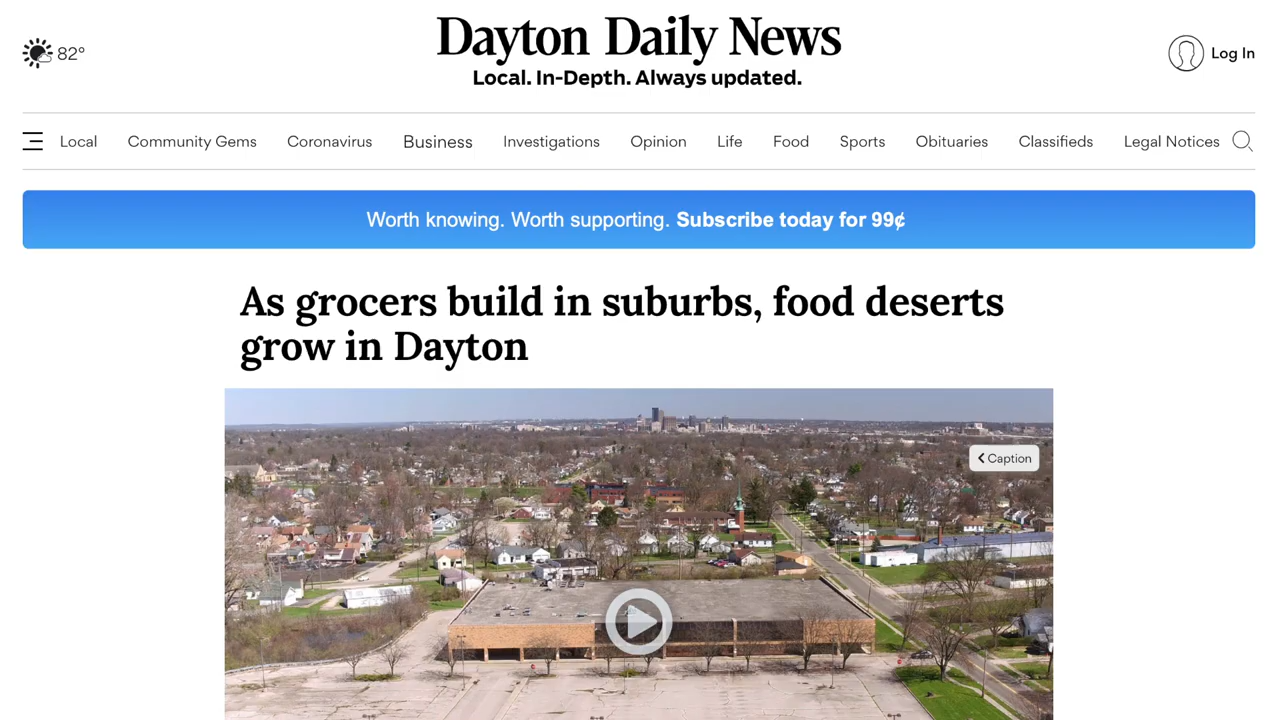 Dayton Daily News
Local. In-Depth. Always updated.
82°
Log In
Local Community Gems Coronavirus Business Investigations Opinion Life Food Sports Obituaries Classifieds Legal Notices
Worth knowing. Worth supporting. Subscribe today for 99¢
As grocers build in suburbs, food deserts
grow in Dayton
Caption